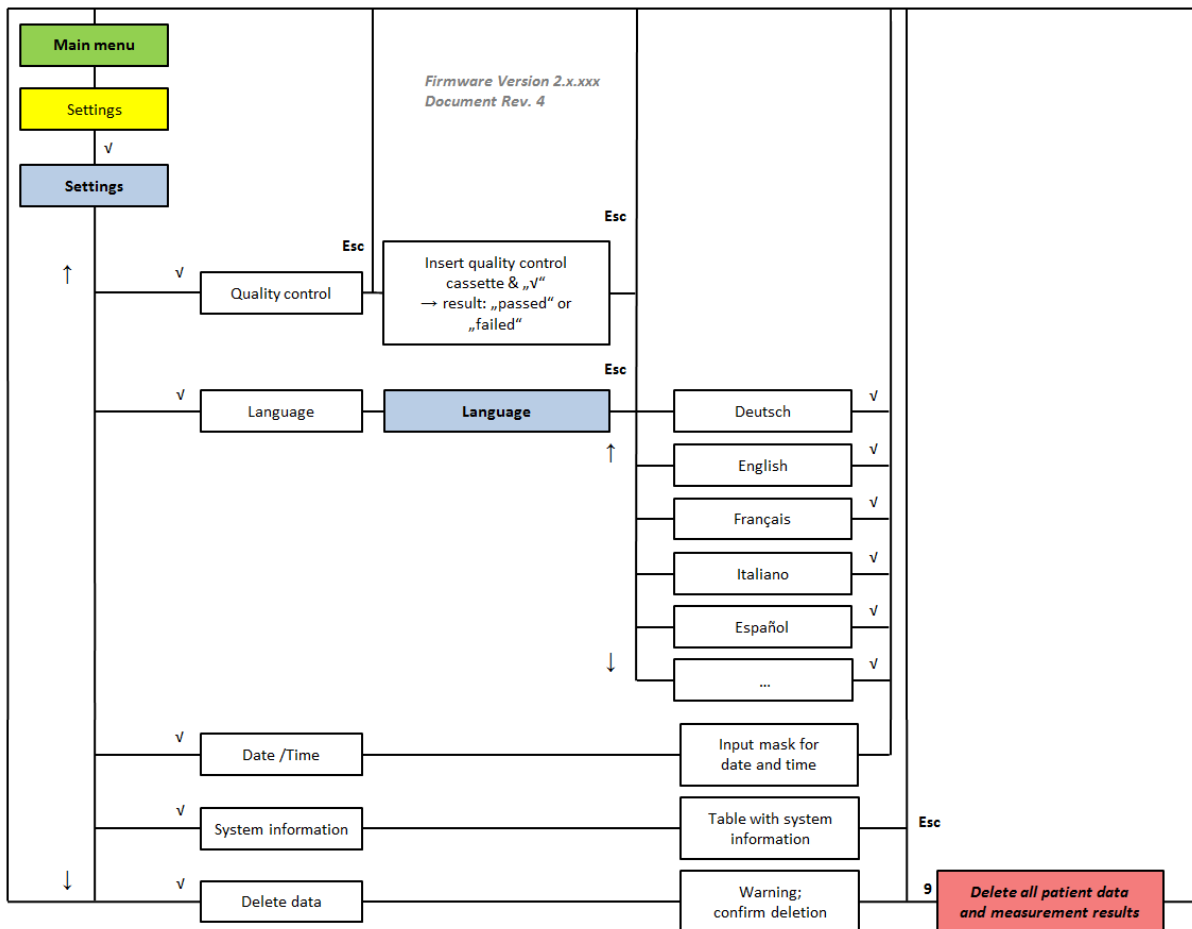 Main menu
Firmware Version 2.x.xxx
Document Rev. 4
Settings
√
Settings
Esc
Esc
↑
√
Quality control
Insert quality control
cassette & „√“
→ result: „passed“ or
„failed“
Esc
√
Language
Language
Deutsch
√
↑
English
√
Français
√
Italiano
√
Español
√
↓
...
√
√
Date /Time
Input mask for
date and time
√
System information
Table with system
information
Esc
↓
√
Delete data
Warning;
confirm deletion
9
Delete all patient data
and measurement results